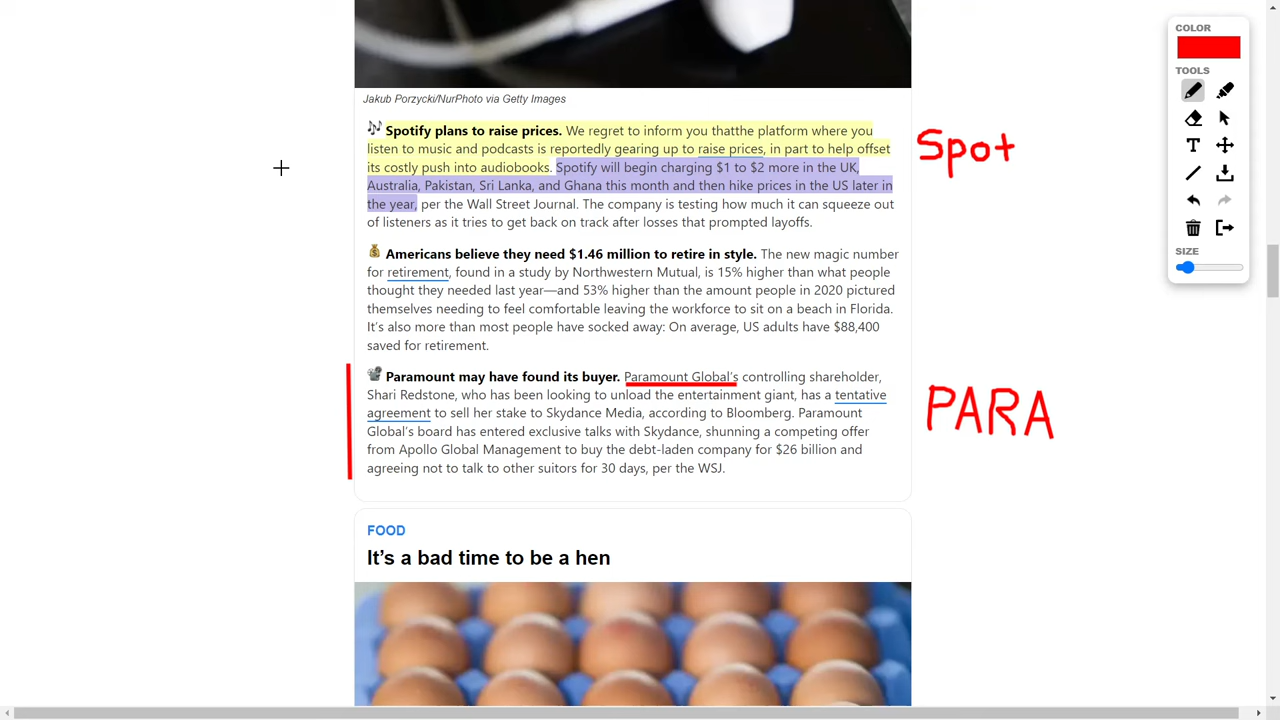 Jakub Porzycki/NurPhoto via Getty Images
Spotify plans to raise prices. We regret to inform you thatthe platform where you
listen to music and podcasts is reportedly gearing up to raise prices, in part to help offset
its costly push into audiobooks. Spotify will begin charging $1 to $2 more in the UK,
Australia, Pakistan, Sri Lanka, and Ghana this month and then hike prices in the US later in
the year, per the Wall Street Journal. The company is testing how much it can squeeze out
of listeners as it tries to get back on track after losses that prompted layoffs.
Spot
Americans believe they need $1.46 million to retire in style. The new magic number
for retirement, found in a study by Northwestern Mutual, is 15% higher than what people
thought they needed last year—and 53% higher than the amount people in 2020 pictured
themselves needing to feel comfortable leaving the workforce to sit on a beach in Florida.
It's also more than most people have socked away: On average, US adults have $88,400
saved for retirement.
Paramount may have found its buyer. Paramount Global's controlling shareholder,
Shari Redstone, who has been looking to unload the entertainment giant, has a tentative
agreement to sell her stake to Skydance Media, according to Bloomberg. Paramount
Global's board has entered exclusive talks with Skydance, shunning a competing offer
from Apollo Global Management to buy the debt-laden company for $26 billion and
agreeing not to talk to other suitors for 30 days, per the WSJ.
PARA
FOOD
It's a bad time to be a hen
COLOR
TOOLS
T
SIZE